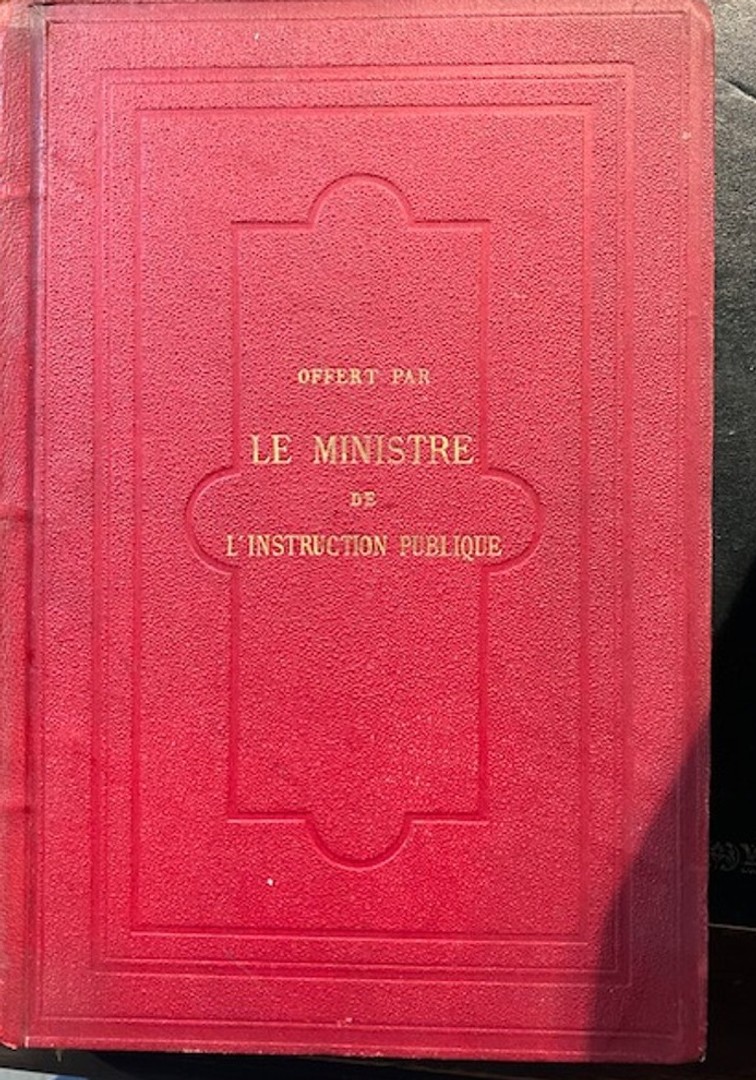 OFFERT PAR
LE MINISTRE
DE
L'INSTRUCTION PUBLIQUE